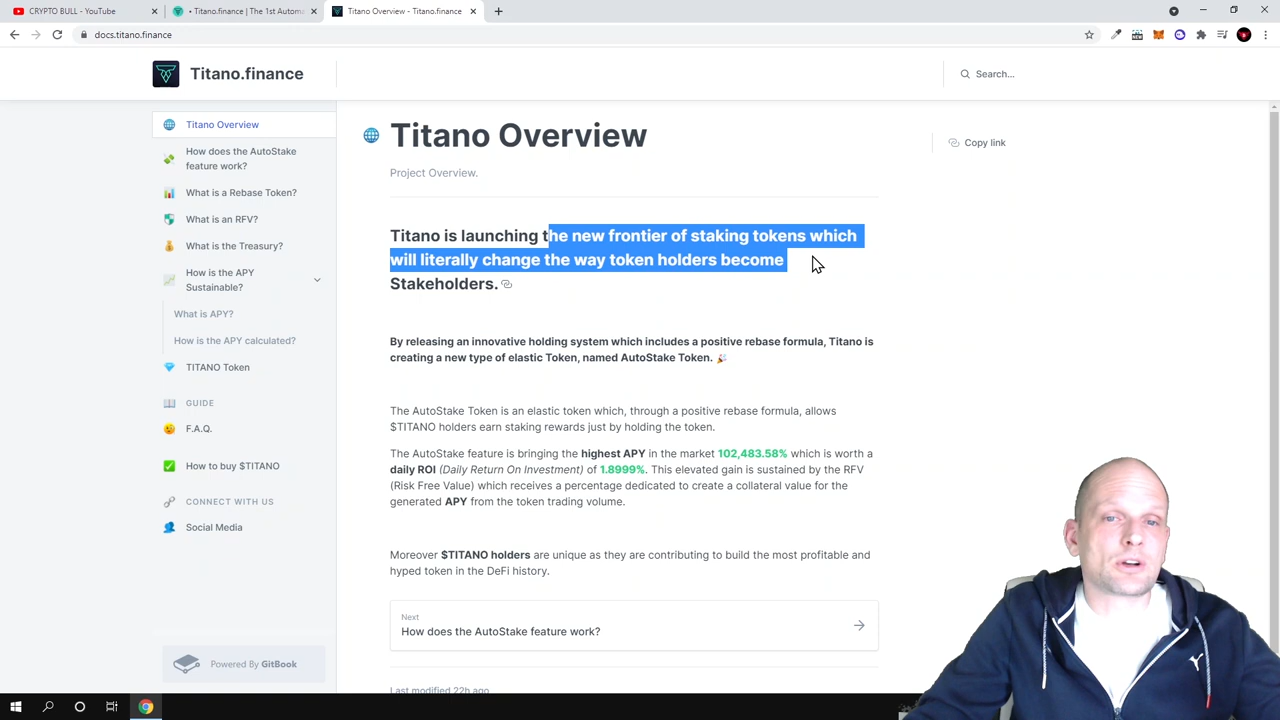 CRYPTO BULL - YouTube
• Titano.finance | The 1st Automa
Titano Overview - Titano.finance
docs.titano.finance
Titano.finance
Search...
Titano Overview
How does the AutoStake
feature work?
What is a Rebase Token?
What is an RFV?
What is the Treasury?
How is the APY
Sustainable?
What is APY?
How is the APY calculated?
TITANO Token
GUIDE
F.A.Q.
How to buy $TITANO
CONNECT WITH US
Social Media
Powered By GitBook
Titano Overview
Copy link
Project Overview.
Titano is launching the new frontier of staking tokens which
will literally change the way token holders become
Stakeholders.
By releasing an innovative holding system which includes a positive rebase formula, Titano is
creating a new type of elastic Token, named AutoStake Token.
The AutoStake Token is an elastic token which, through a positive rebase formula, allows
$TITANO holders earn staking rewards just by holding the token.
The AutoStake feature is bringing the highest APY in the market 102,483.58% which is worth a
daily ROI (Daily Return On Investment) of 1.8999%. This elevated gain is sustained by the RFV
(Risk Free Value) which receives a percentage dedicated to create a collateral value for the
generated APY from the token trading volume.
Moreover $TITANO holders are unique as they are contributing to build the most profitable and
hyped token in the DeFi history.
Next
How does the AutoStake feature work?
Last modified 22h ago